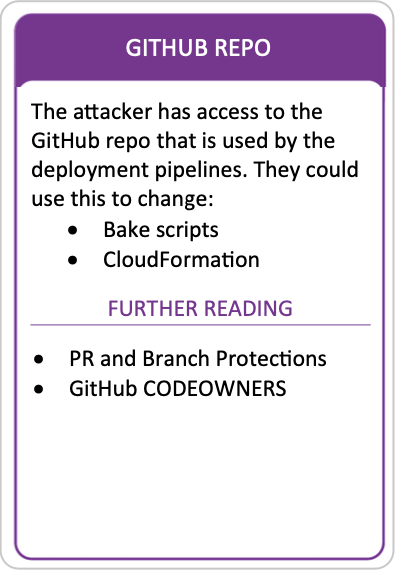 GITHUB REPO
The attacker has access to the
GitHub repo that is used by the
deployment pipelines. They could
use this to change:
• Bake scripts
• CloudFormation
FURTHER READING
• PR and Branch Protections
• GitHub CODEOWNERS